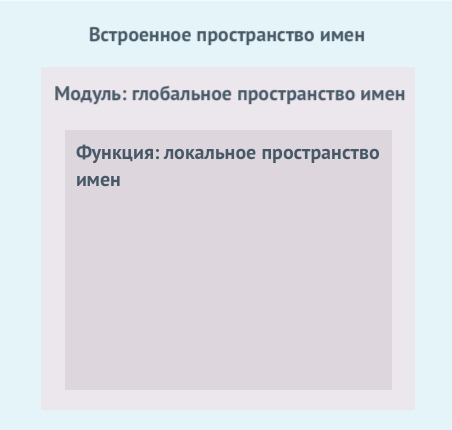 Встроенное пространство имен
Модуль: глобальное пространство имен
Функция: локальное пространство
имен